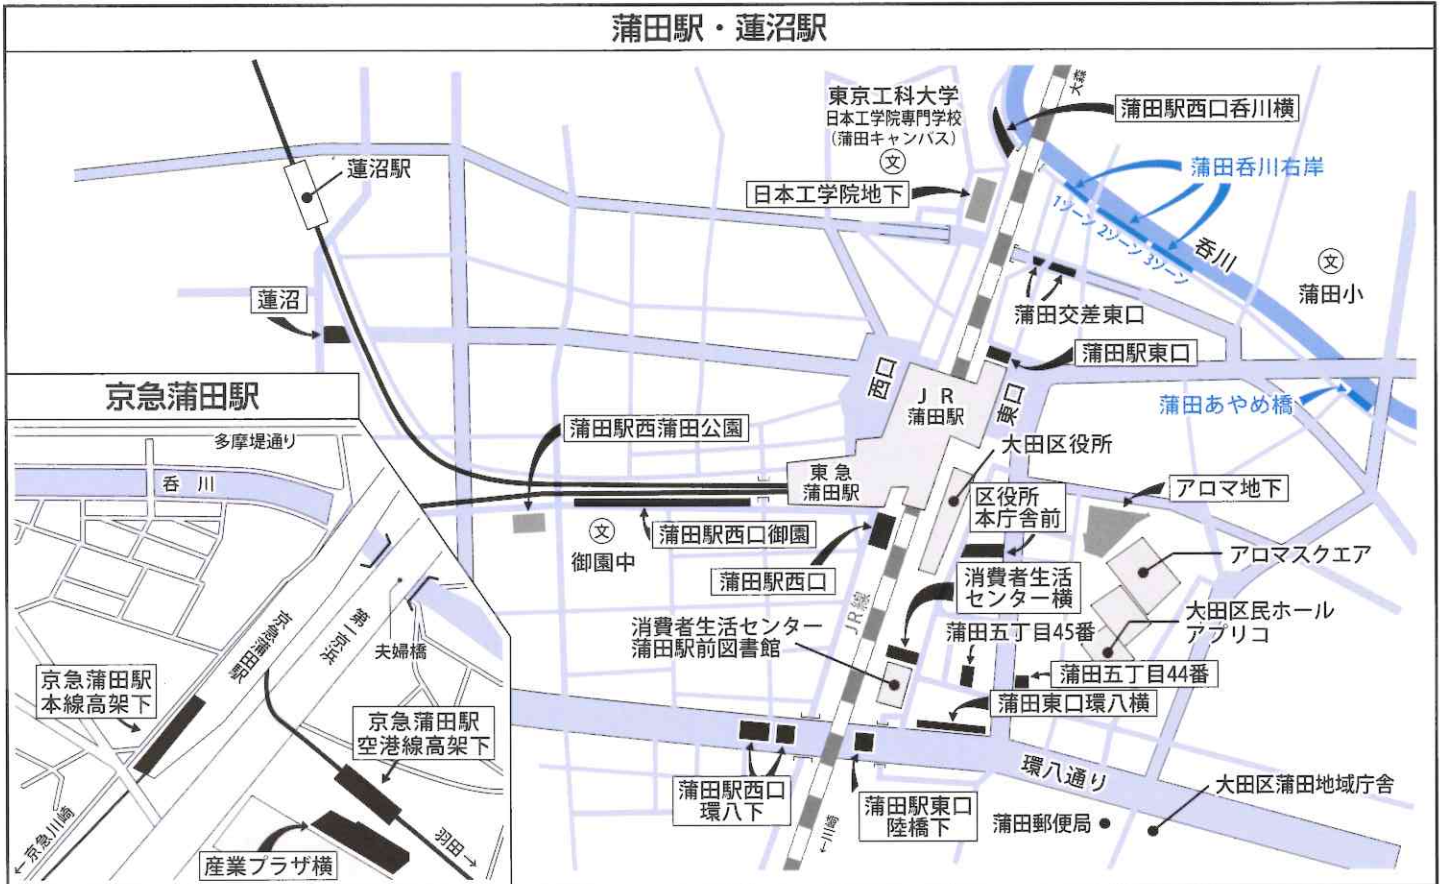 蒲田駅・蓮沼駅
大森
東京工科大学
日本工学院専門学校
(蒲田キャンパス)
文
蒲田駅西口呑川横
蓮沼駅
日本工学院地下
蒲田呑川右岸
1ゾーン 2ゾーン 3ゾーン
呑川
文
蒲田小
蓮沼
蒲田交差東口
蒲田駅東口
西口
JR
蒲田駅
東口
蒲田あやめ橋
蒲田駅西蒲田公園
大田区役所
東急
蒲田駅
区役所
本庁舎前
アロマ地下
文
御園中
蒲田駅西口御園
蒲田駅西口
アロマスクエア
消費者生活
センター横
JR線
大田区民ホール
アプリコ
消費者生活センター
蒲田駅前図書館
蒲田五丁目45番
蒲田五丁目44番
蒲田東口環八横
環八通り
大田区蒲田地域庁舎
蒲田駅西口
環八下
蒲田駅東口
陸橋下
蒲田郵便局
←川崎
京急蒲田駅
多摩堤通り
呑川
第一京浜
京急蒲田駅
夫婦橋
京急蒲田駅
本線高架下
京急蒲田駅
空港線高架下
←京急川崎
羽田→
産業プラザ横